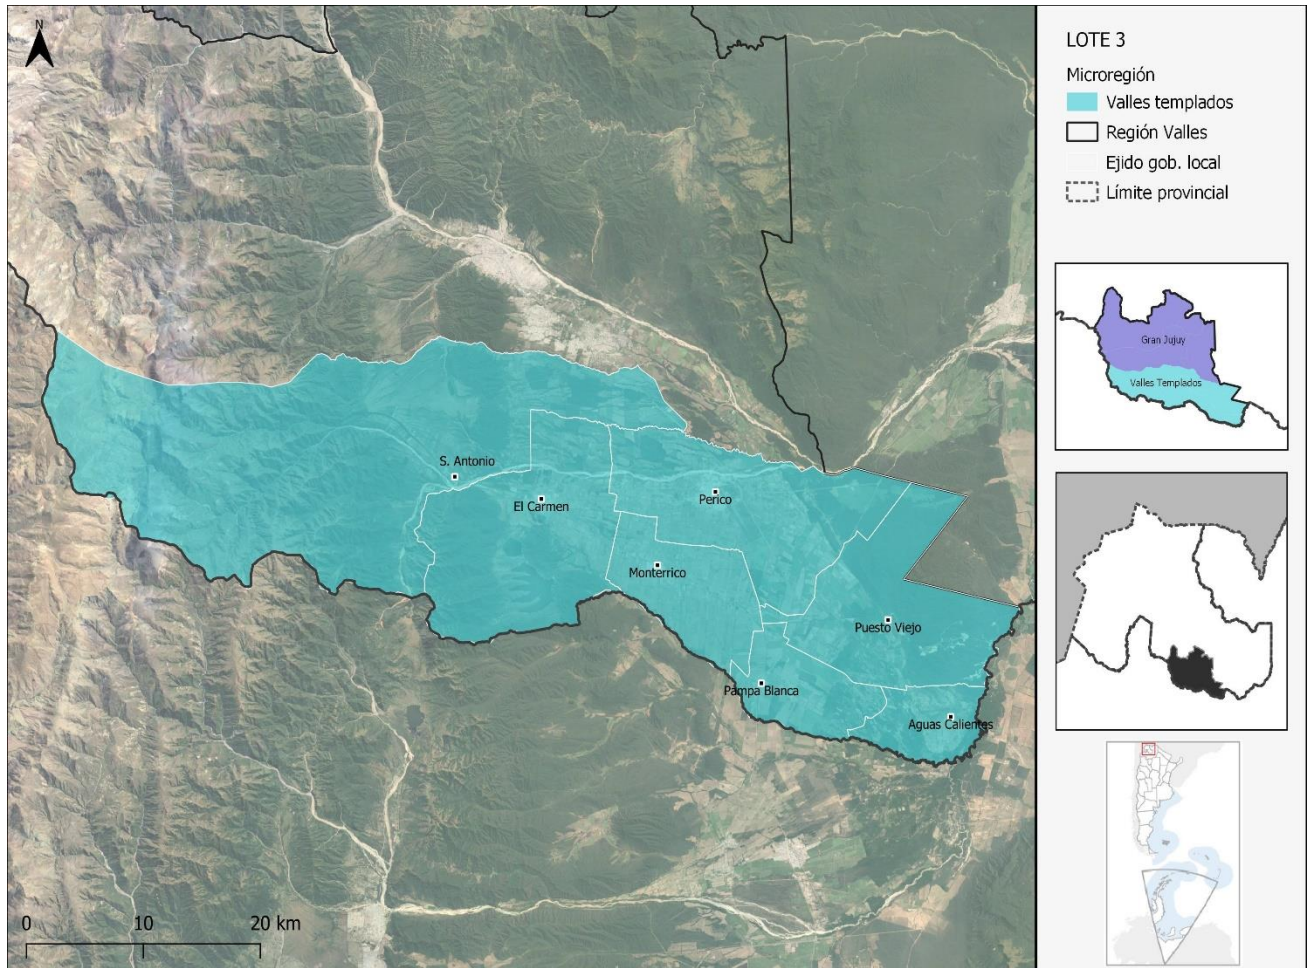 N
S. Antonio
El Carmen
Perico
Monterrico
Puesto Viejo
Pampa Blanca
Aguas Calientes
0 10 20 km
LOTE 3
Microregión
Valles templados
Región Valles
Ejido gob. local
Límite provincial
Gran Jujuy
Valles Templados